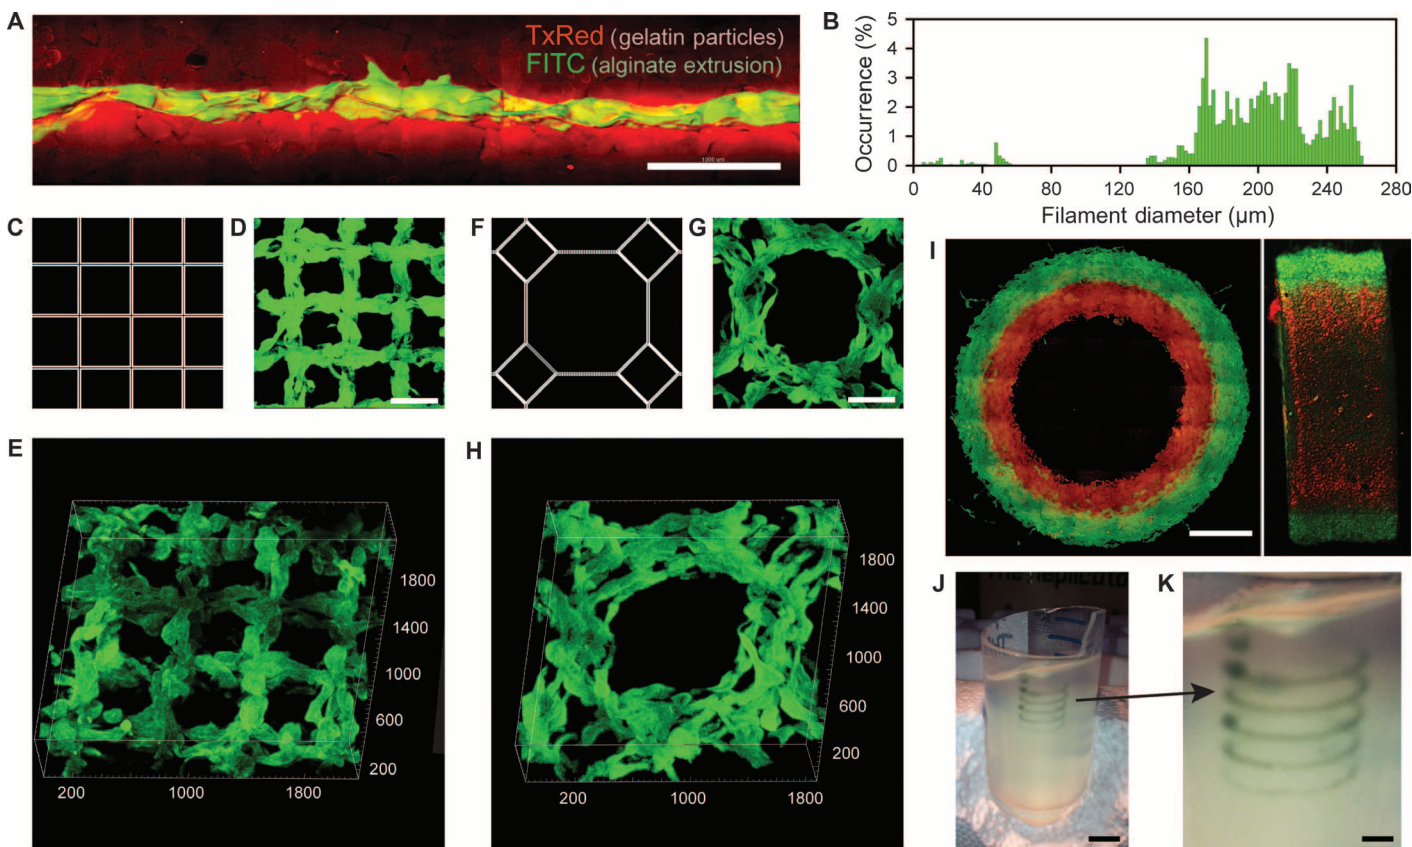 A
TxRed (gelatin particles)
FITC (alginate extrusion)
1000 um
B
Occurrence (%)
5
4
3
2
1
0
0 40 80 120 160 200 240 280
Filament diameter (µm)
C
D
F
G
I
E
1800
1400
1000
600
200
200 1000 1800
H
1800
1400
1000
600
200
200 1000 1800
J
K